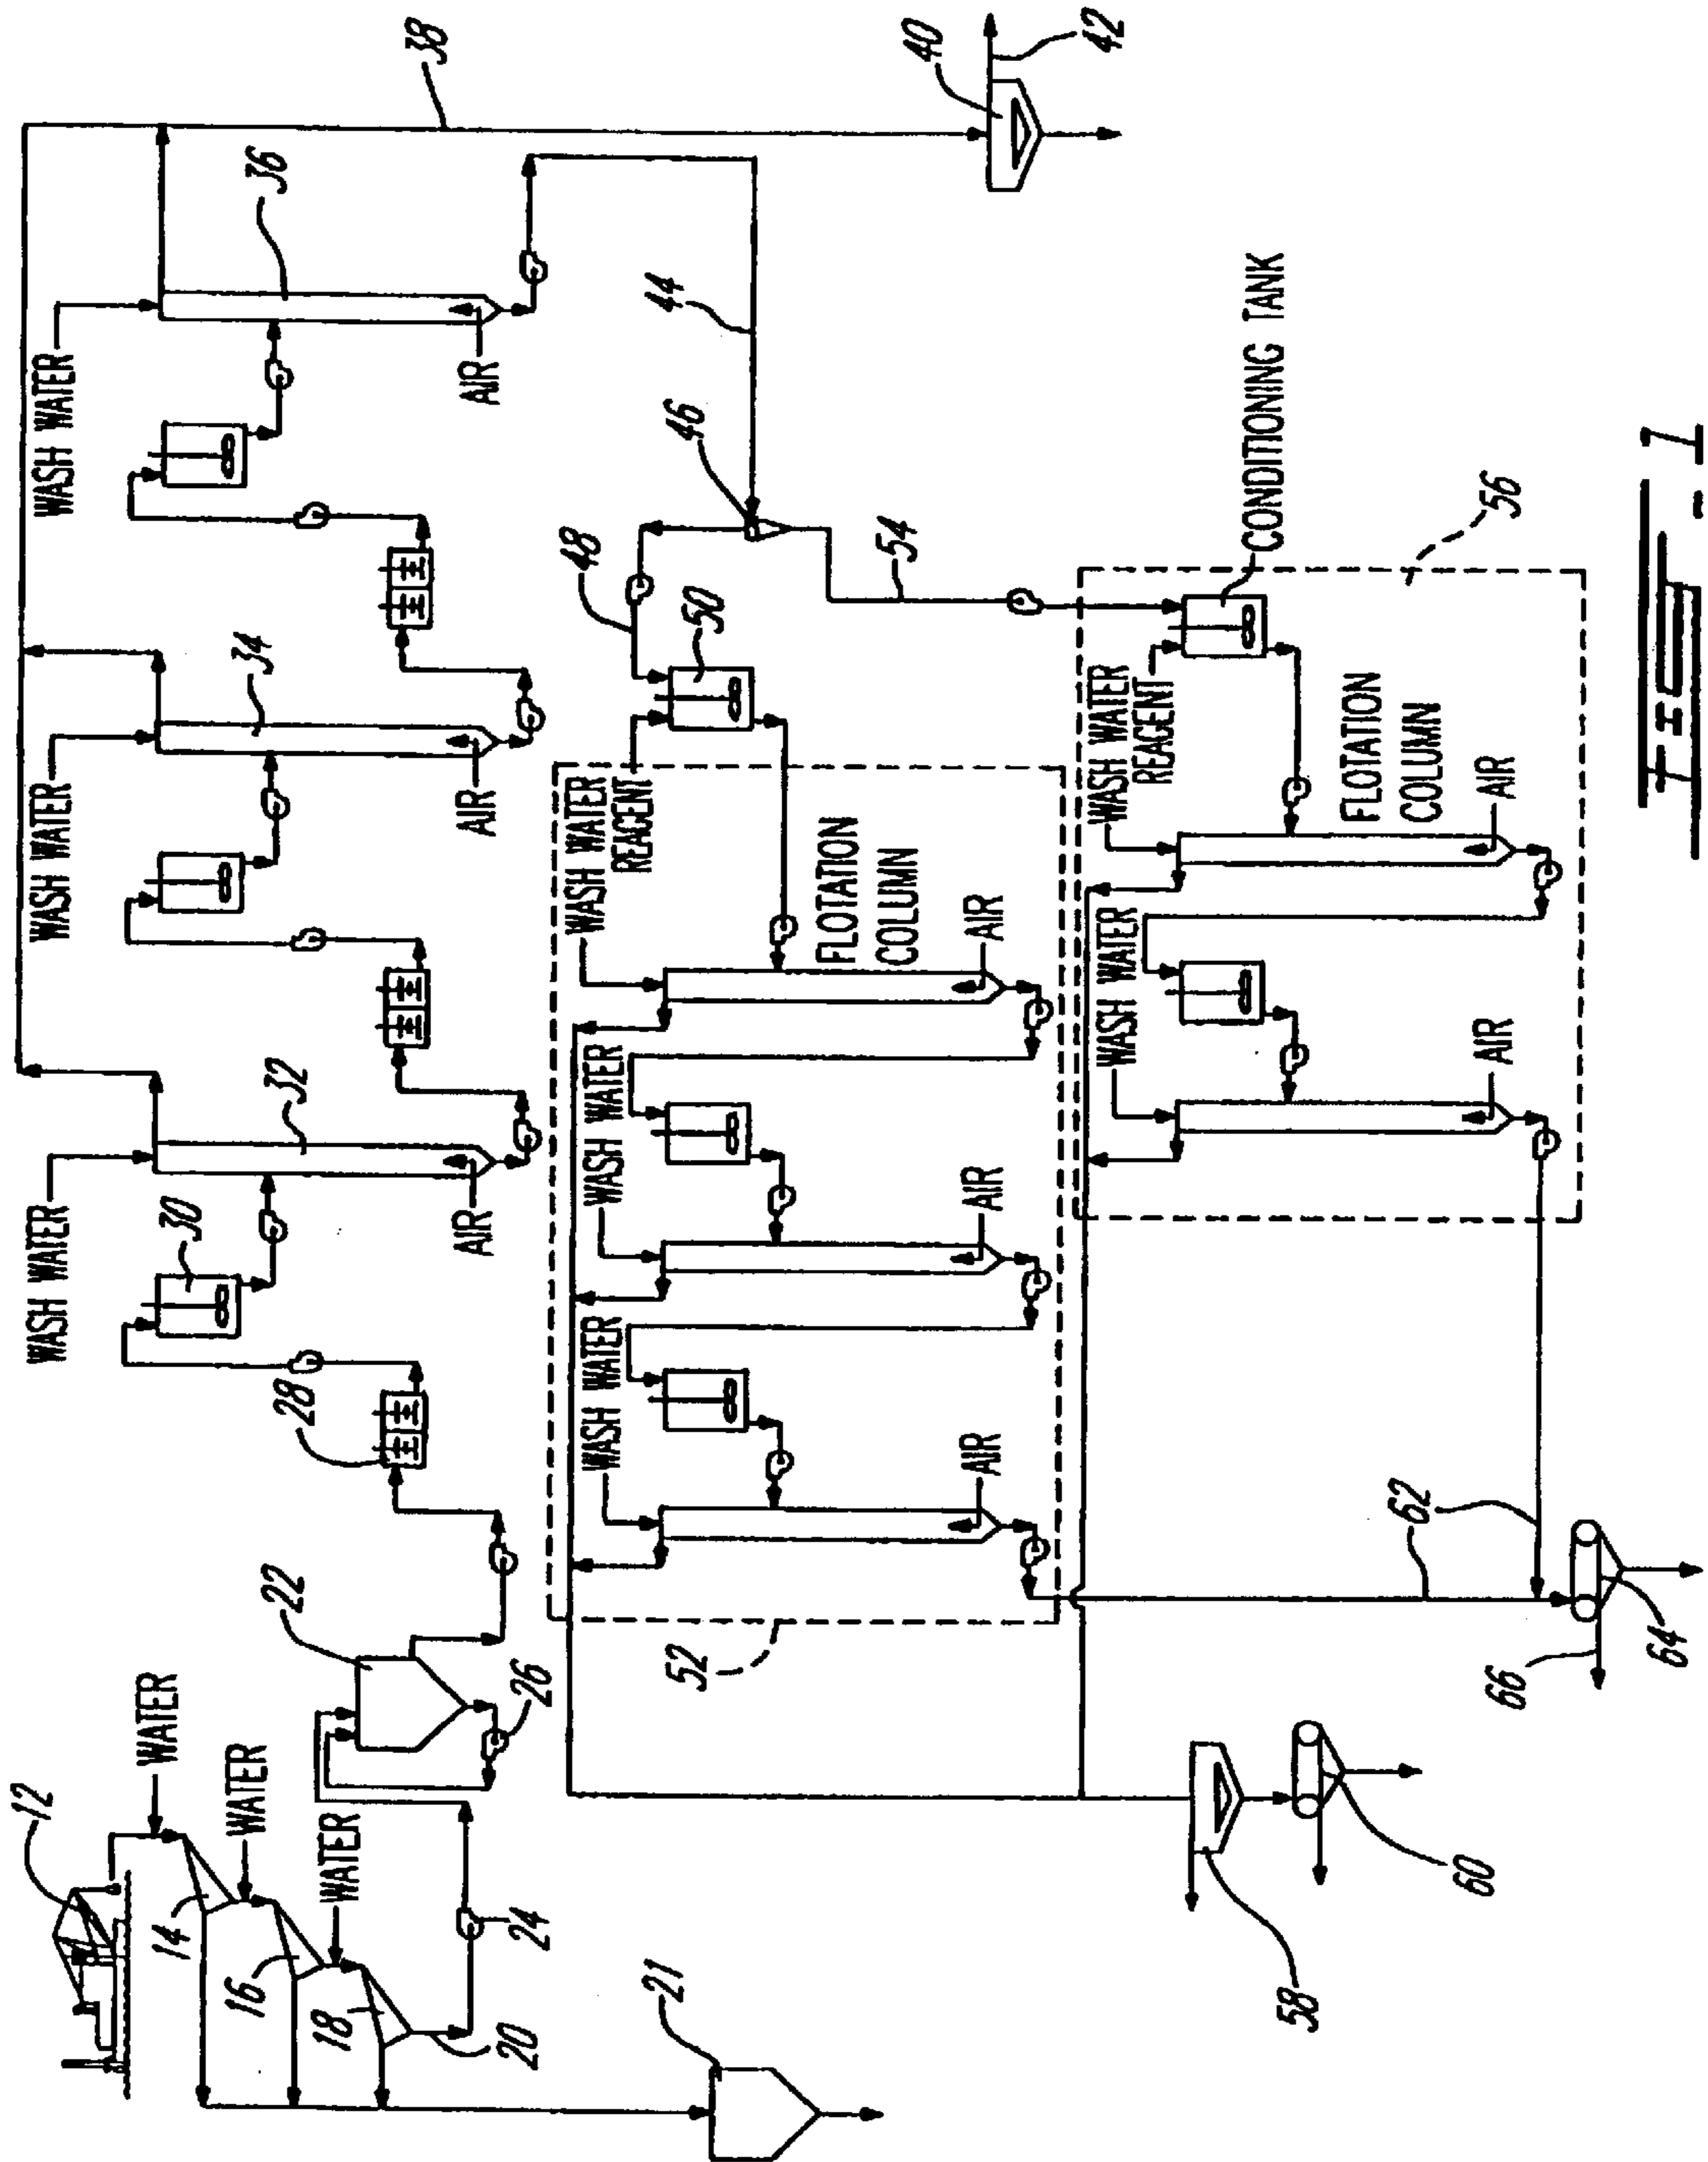 12
WATER
14
WATER
16
WATER
18
20
21
22
24
26
28
30
WASH WATER
32
AIR
WASH WATER
34
AIR
WASH WATER
36
AIR
38
40
42
44
46
48
50
WASH WATER
REAGENT
FLOTATION
COLUMN
AIR
WASH WATER
AIR
WASH WATER
AIR
52
54
CONDITIONING TANK
WASH WATER
REAGENT
FLOTATION
COLUMN
AIR
WASH WATER
AIR
56
58
60
62
64
66
FIG-1